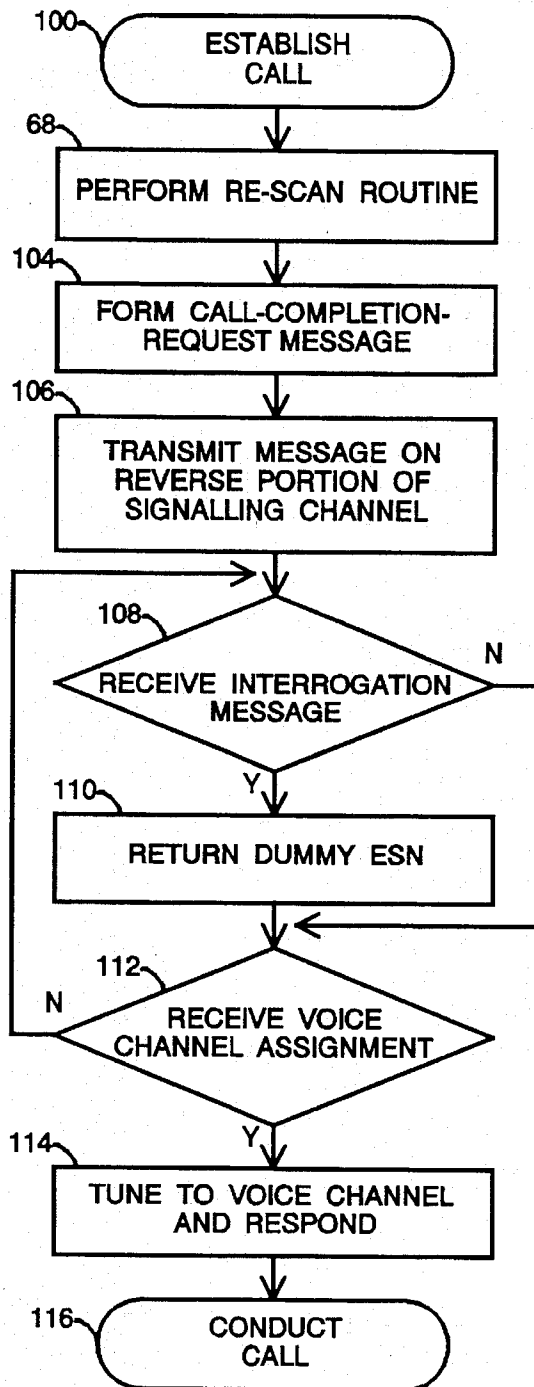 100
ESTABLISH
CALL
68
PERFORM RE-SCAN ROUTINE
104
FORM CALL-COMPLETION-
REQUEST MESSAGE
106
TRANSMIT MESSAGE ON
REVERSE PORTION OF
SIGNALLING CHANNEL
108
N
RECEIVE INTERROGATION
MESSAGE
Y
110
RETURN DUMMY ESN
112
N
RECEIVE VOICE
CHANNEL ASSIGNMENT
Y
114
TUNE TO VOICE CHANNEL
AND RESPOND
116
CONDUCT
CALL